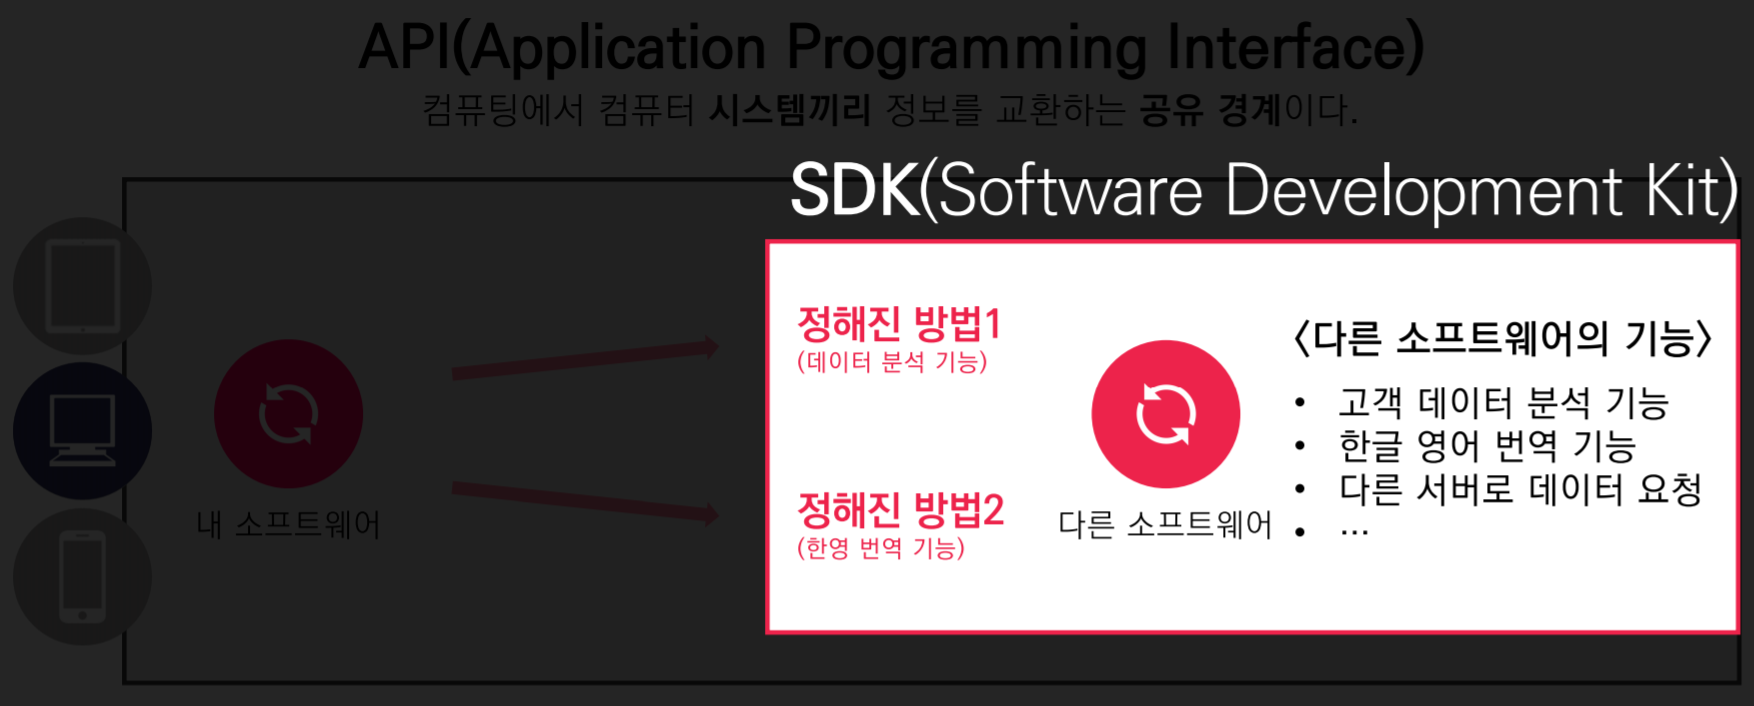 API(Application Programming Interface)
컴퓨팅에서 컴퓨터 시스템끼리 정보를 교환하는 공유 경계이다.
SDK(Software Development Kit)
내 소프트웨어
정해진 방법1
(데이터 분석 기능)
정해진 방법2
(한영 번역 기능)
다른 소프트웨어
<다른 소프트웨어의 기능>
• 고객 데이터 분석 기능
• 한글 영어 번역 기능
• 다른 서버로 데이터 요청
• ...